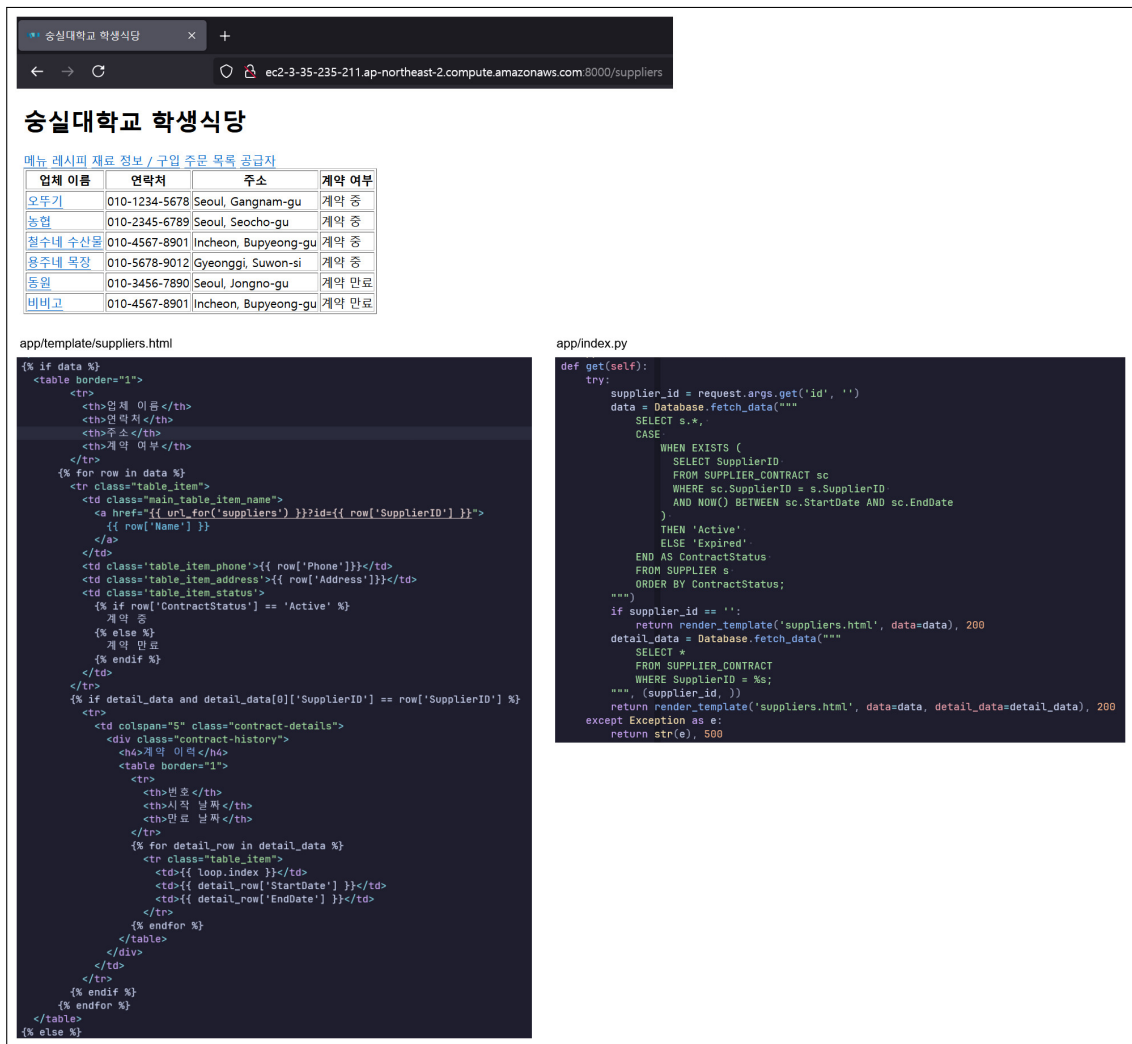 숭실대학교 학생식당
ec2-3-35-235-211.ap-northeast-2.compute.amazonaws.com:8000/suppliers
숭실대학교 학생식당
메뉴 레시피 재료 정보 / 구입 주문 목록 공급자
업체 이름 연락처 주소 계약 여부
오뚜기 010-1234-5678 Seoul, Gangnam-gu 계약 중
농협 010-2345-6789 Seoul, Seocho-gu 계약 중
철수네 수산물 010-4567-8901 Incheon, Bupyeong-gu 계약 중
용주네 목장 010-5678-9012 Gyeonggi, Suwon-si 계약 중
동원 010-3456-7890 Seoul, Jongno-gu 계약 만료
비비고 010-4567-8901 Incheon, Bupyeong-gu 계약 만료
app/template/suppliers.html
{% if data %}
<table border="1">
<tr>
<th>업체 이름</th>
<th>연락처</th>
<th>주소</th>
<th>계약 여부</th>
</tr>
{% for row in data %}
<tr class="table_item">
<td class="main_table_item_name">
<a href="{{ url_for('suppliers') }}?id={{ row['SupplierID'] }}">
{{ row['Name'] }}
</a>
</td>
<td class='table_item_phone'>{{ row['Phone']}}</td>
<td class='table_item_address'>{{ row['Address']}}</td>
<td class='table_item_status'>
{% if row['ContractStatus'] == 'Active' %}
계약 중
{% else %}
계약 만료
{% endif %}
</td>
</tr>
{% if detail_data and detail_data[0]['SupplierID'] == row['SupplierID'] %}
<tr>
<td colspan="5" class="contract-details">
<div class="contract-history">
<h4>계약 이력</h4>
<table border="1">
<tr>
<th>번호</th>
<th>시작 날짜</th>
<th>만료 날짜</th>
</tr>
{% for detail_row in detail_data %}
<tr class="table_item">
<td>{{ loop.index }}</td>
<td>{{ detail_row['StartDate'] }}</td>
<td>{{ detail_row['EndDate'] }}</td>
</tr>
{% endfor %}
</table>
</div>
</td>
</tr>
{% endif %}
{% endfor %}
</table>
{% else %}
app/index.py
def get(self):
try:
supplier_id = request.args.get('id', '')
data = Database.fetch_data("""
SELECT s.*,
CASE
WHEN EXISTS (
SELECT SupplierID
FROM SUPPLIER_CONTRACT sc
WHERE sc.SupplierID = s.SupplierID
AND NOW() BETWEEN sc.StartDate AND sc.EndDate
)
THEN 'Active'
ELSE 'Expired'
END AS ContractStatus
FROM SUPPLIER s
ORDER BY ContractStatus;
""")
if supplier_id == '':
return render_template('suppliers.html', data=data), 200
detail_data = Database.fetch_data("""
SELECT *
FROM SUPPLIER_CONTRACT
WHERE SupplierID = %s;
""", (supplier_id, ))
return render_template('suppliers.html', data=data, detail_data=detail_data), 200
except Exception as e:
return str(e), 500